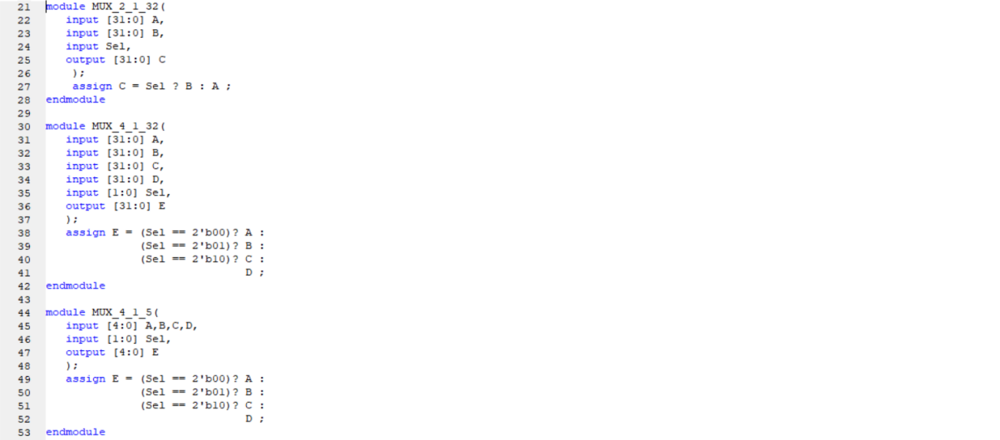 21 module MUX_2_1_32(
22    input [31:0] A,
23    input [31:0] B,
24    input Sel,
25    output [31:0] C
26     );
27     assign C = Sel ? B : A ;
28 endmodule
29
30 module MUX_4_1_32(
31    input [31:0] A,
32    input [31:0] B,
33    input [31:0] C,
34    input [31:0] D,
35    input [1:0] Sel,
36    output [31:0] E
37    );
38    assign E = (Sel == 2'b00)? A :
39               (Sel == 2'b01)? B :
40               (Sel == 2'b10)? C :
41                               D ;
42 endmodule
43
44 module MUX_4_1_5(
45    input [4:0] A,B,C,D,
46    input [1:0] Sel,
47    output [4:0] E
48    );
49    assign E = (Sel == 2'b00)? A :
50               (Sel == 2'b01)? B :
51               (Sel == 2'b10)? C :
52                               D ;
53 endmodule